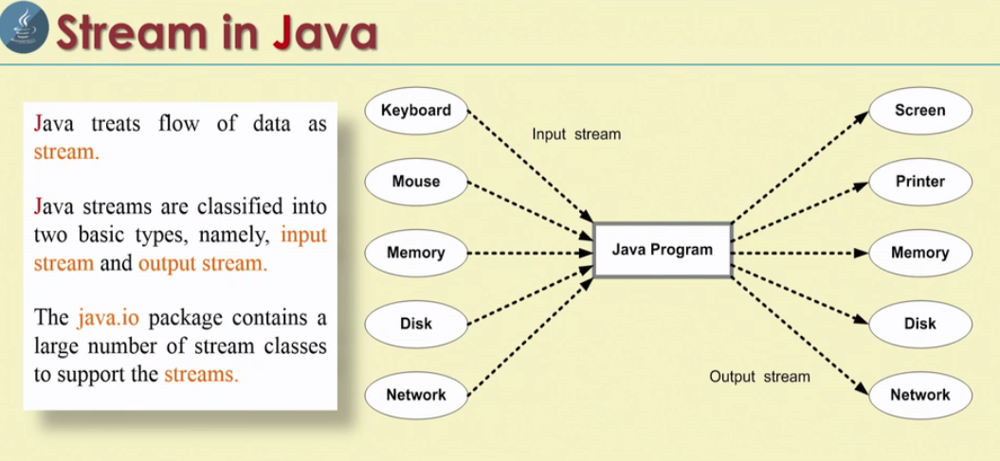 Stream in Java
Java treats flow of data as
stream.
Java streams are classified into
two basic types, namely, input
stream and output stream.
The java.io package contains a
large number of stream classes
to support the streams.
Keyboard
Mouse
Memory
Disk
Network
Input stream
Java Program
Output stream
Screen
Printer
Memory
Disk
Network